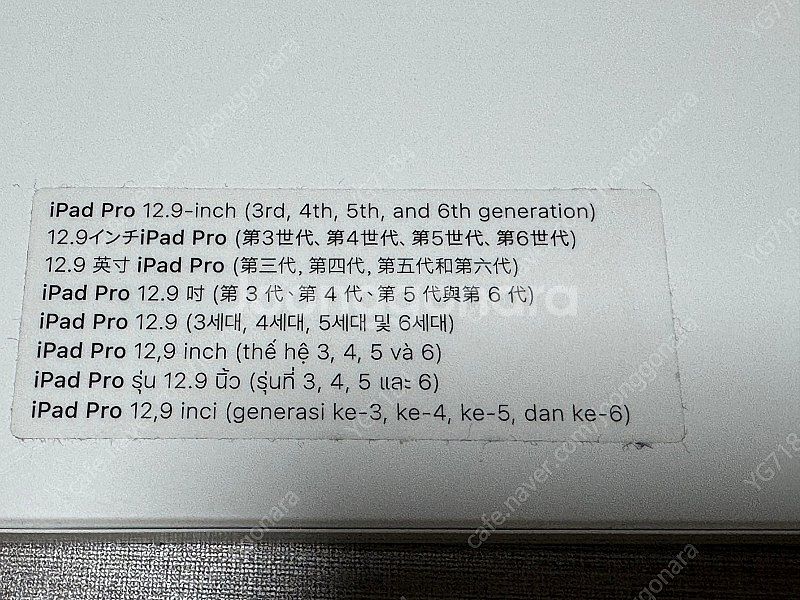 iPad Pro 12.9-inch (3rd, 4th, 5th, and 6th generation)
12.9インチiPad Pro (第3世代、第4世代、第5世代、第6世代)
12.9 英寸 iPad Pro (第三代, 第四代, 第五代和第六代)
iPad Pro 12.9 吋 (第 3 代、第 4 代、第 5 代與第 6 代)
iPad Pro 12.9 (3세대, 4세대, 5세대 및 6세대)
iPad Pro 12,9 inch (thế hệ 3, 4, 5 và 6)
iPad Pro รุ่น 12.9 นิ้ว (รุ่นที่ 3, 4, 5 และ 6)
iPad Pro 12,9 inci (generasi ke-3, ke-4, ke-5, dan ke-6)
cafe.naver.com/joonggonara
YG7184